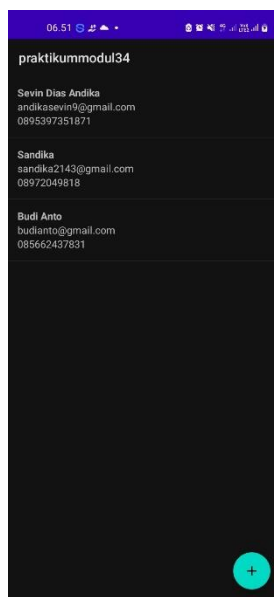 06.51
praktikummodul34
Sevin Dias Andika
andikasevin9@gmail.com
0895397351871
Sandika
sandika2143@gmail.com
08972049818
Budi Anto
budianto@gmail.com
085662437831
+